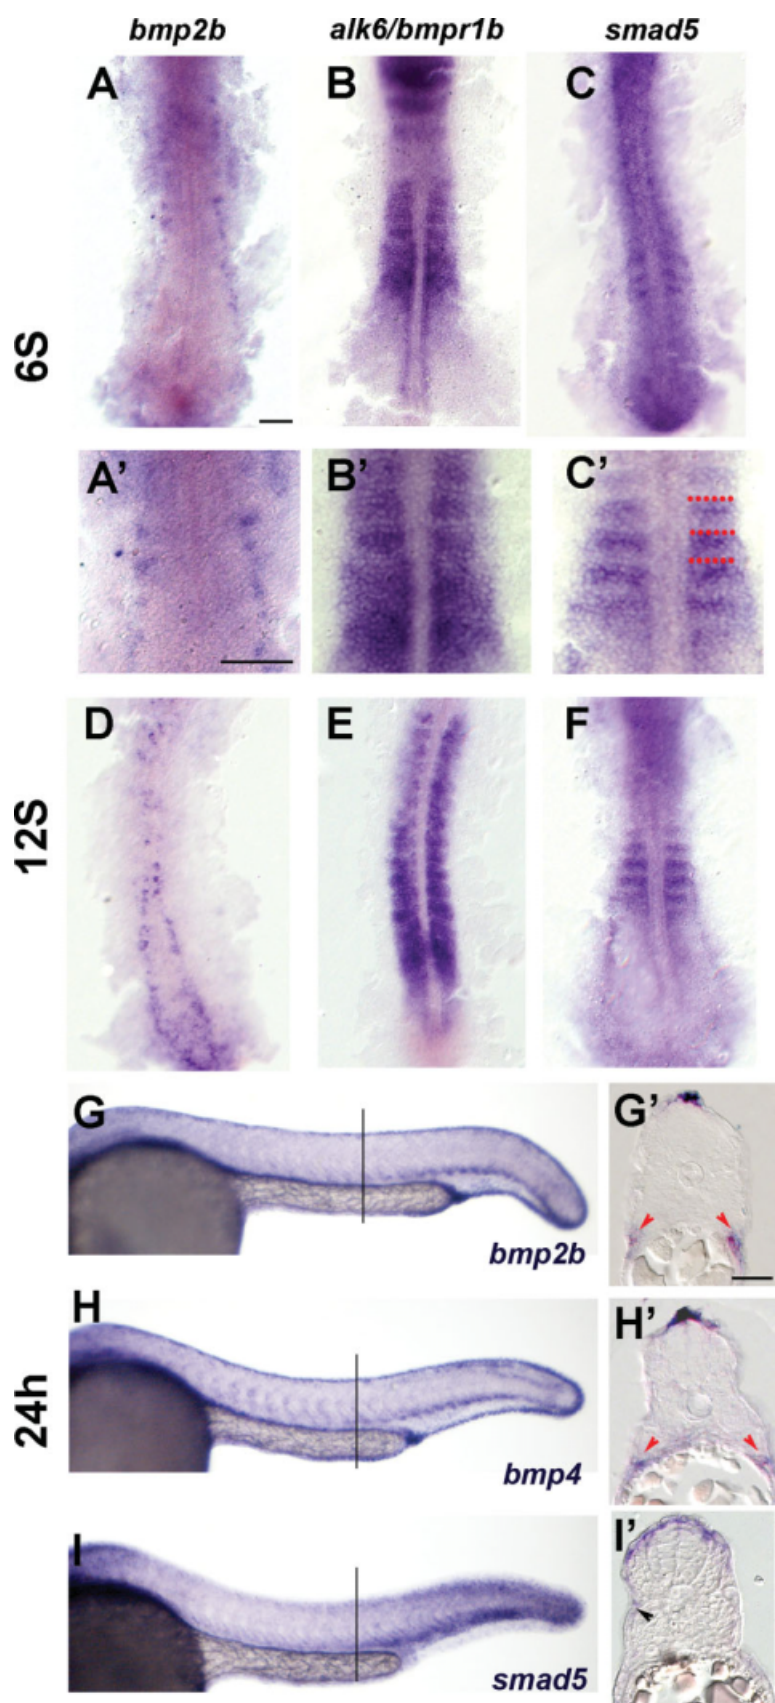 bmp2b alk6/bmpr1b smad5
A B C
6S
A' B' C'
D E F
12S
G G'
bmp2b
H H'
bmp4
24h
I I'
smad5